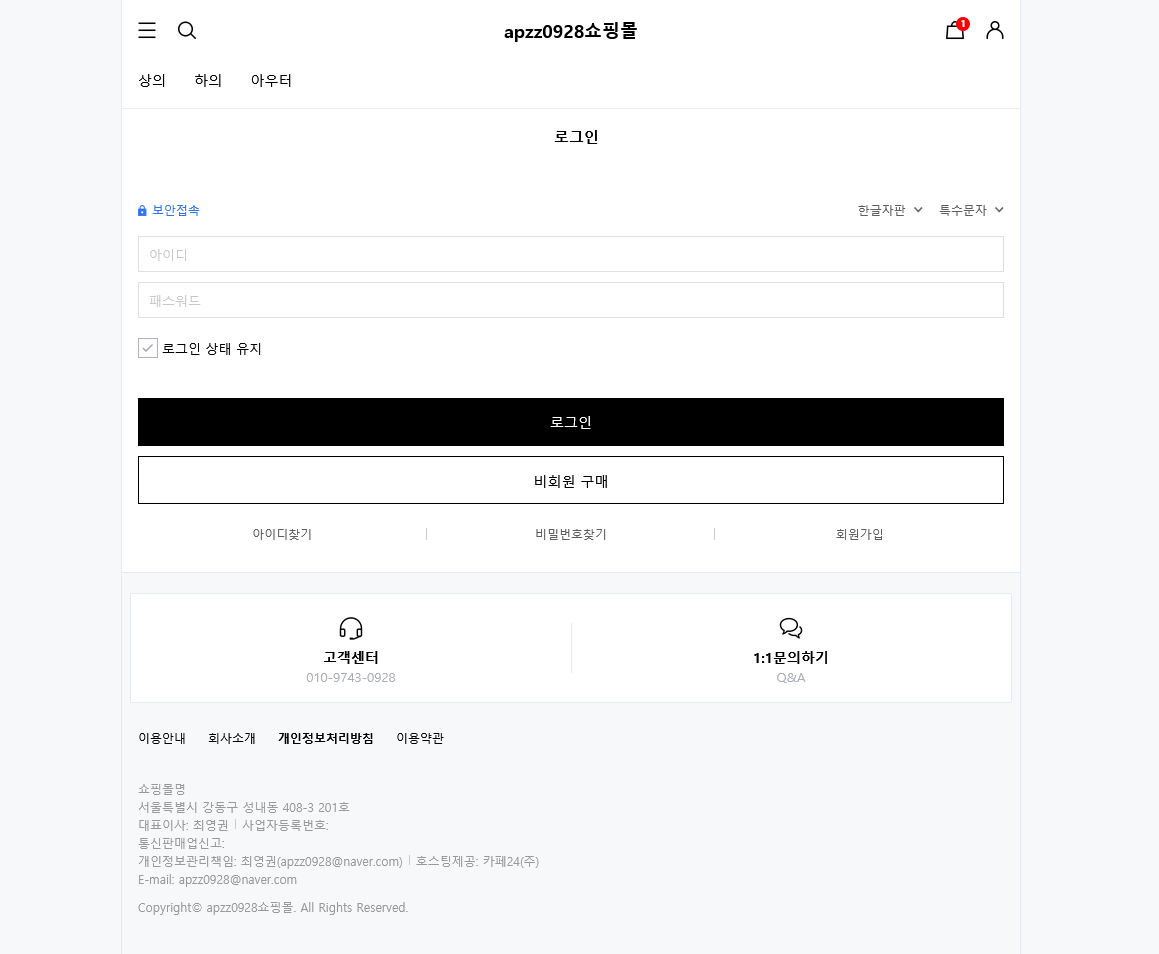 apzz0928쇼핑몰
1
상의 하의 아우터
로그인
보안접속 한글자판 특수문자
아이디
패스워드
로그인 상태 유지
로그인
비회원 구매
아이디찾기 비밀번호찾기 회원가입
고객센터 1:1문의하기
010-9743-0928 Q&A
이용안내 회사소개 개인정보처리방침 이용약관
쇼핑몰명
서울특별시 강동구 성내동 408-3 201호
대표이사: 최영권 | 사업자등록번호:
통신판매업신고:
개인정보관리책임: 최영권(apzz0928@naver.com) | 호스팅제공: 카페24(주)
E-mail: apzz0928@naver.com
Copyright© apzz0928쇼핑몰. All Rights Reserved.